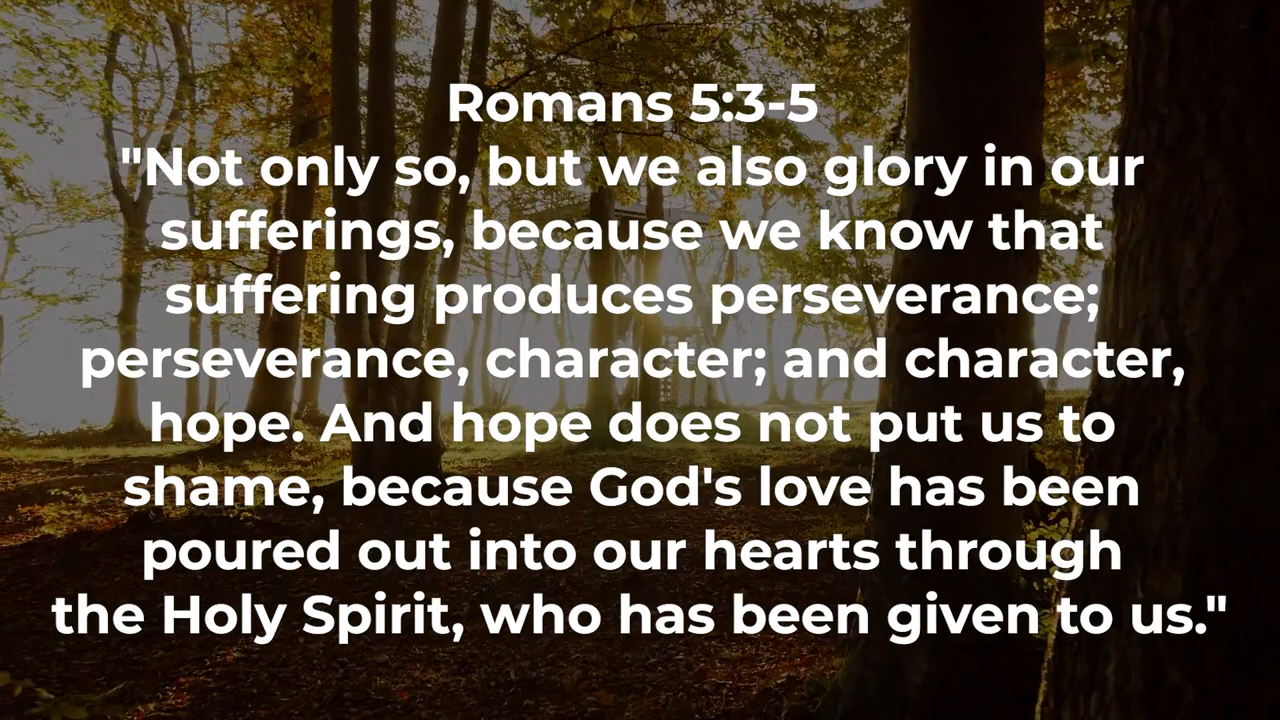 Romans 5:3-5
"Not only so, but we also glory in our
sufferings, because we know that
suffering produces perseverance;
perseverance, character; and character,
hope. And hope does not put us to
shame, because God's love has been
poured out into our hearts through
the Holy Spirit, who has been given to us."